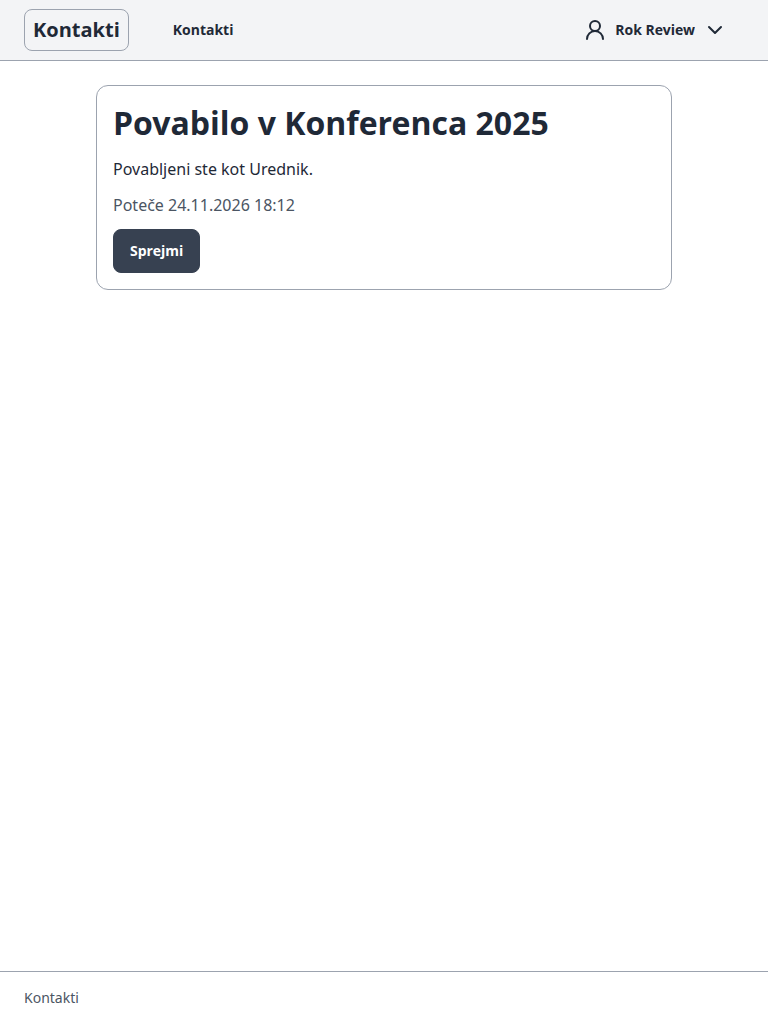 Kontakti
Kontakti
Rok Review
Povabilo v Konferenca 2025
Povabljeni ste kot Urednik.
Poteče 24.11.2026 18:12
Sprejmi
Kontakti